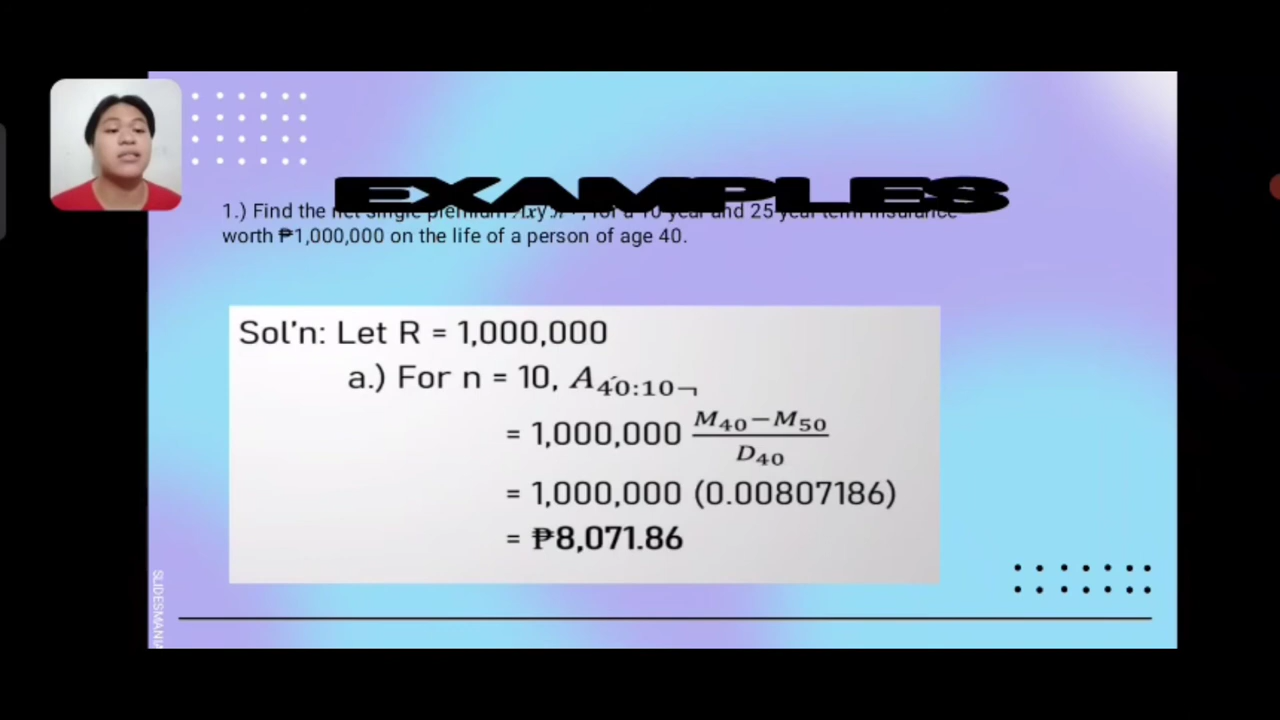 EXAMPLES
1.) Find the net single premium for a 10 year and 25 year term insurance
worth ₱1,000,000 on the life of a person of age 40.
Sol'n: Let R = 1,000,000
a.) For n = 10, A´40:10¬
= 1,000,000 (M40−M50)/D40
= 1,000,000 (0.00807186)
= ₱8,071.86
SLIDESMANIA